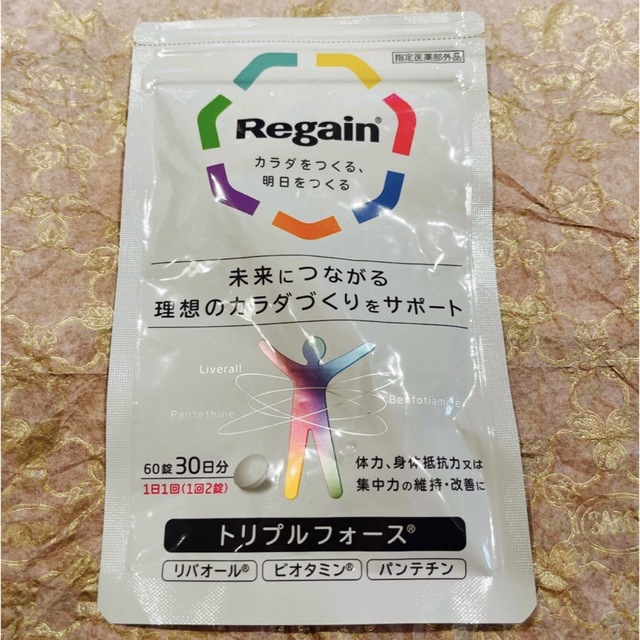 指定医薬部外品
Regain®
カラダをつくる、
明日をつくる
未来につながる
理想のカラダづくりをサポート
Liverall
Benfotiamine
Pantethine
60錠30日分
1日1回(1回2錠)
体力、身体抵抗力又は
集中力の維持・改善に
トリプルフォース®
リバオール® ビオタミン® パンテチン